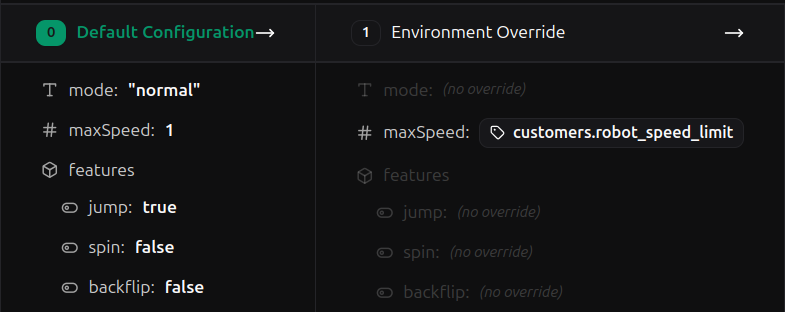 0 Default Configuration→
mode: "normal"
# maxSpeed: 1
features
jump: true
spin: false
backflip: false
1 Environment Override →
mode: (no override)
# maxSpeed: customers.robot_speed_limit
features
jump: (no override)
spin: (no override)
backflip: (no override)